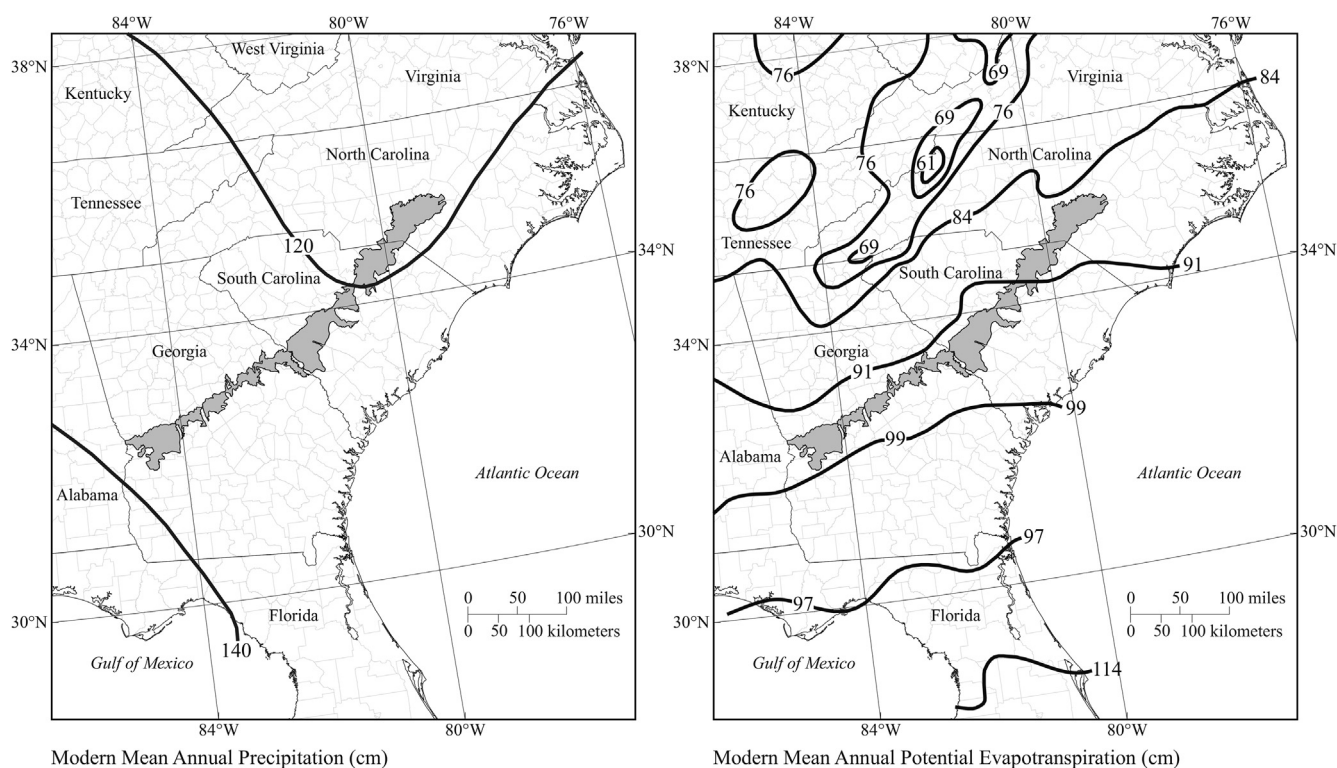 84°W 80°W 76°W
38°N
West Virginia
Virginia
Kentucky
North Carolina
Tennessee
120
South Carolina
34°N
34°N
Georgia
Atlantic Ocean
Alabama
30°N
0 50 100 miles
0 50 100 kilometers
30°N
Florida
140
Gulf of Mexico
84°W 80°W
Modern Mean Annual Precipitation (cm)
84°W 80°W 76°W
38°N
76
69
Virginia
84
Kentucky
69
76
61
North Carolina
76
76
84
Tennessee
69
South Carolina
34°N
91
34°N
Georgia
91
99
99
Alabama
Atlantic Ocean
97
30°N
0 50 100 miles
0 50 100 kilometers
97
30°N
Florida
Gulf of Mexico
114
84°W 80°W
Modern Mean Annual Potential Evapotranspiration (cm)